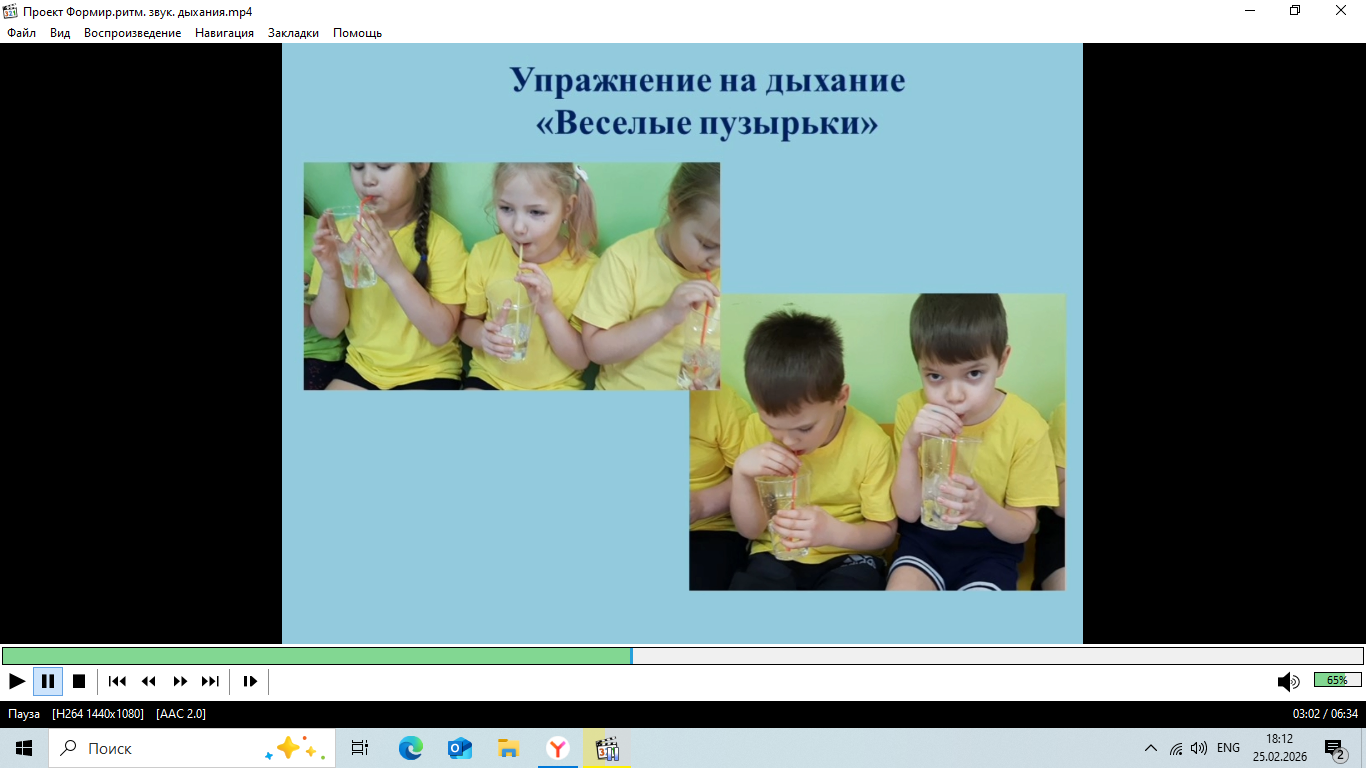 Проект Формир.ритм. звук. дыхания.mp4
Файл Вид Воспроизведение Навигация Закладки Помощь
Упражнение на дыхание
«Веселые пузырьки»
65%
Пауза [H264 1440x1080] [AAC 2.0] 03:02 / 06:34
Поиск
ENG
18:12
25.02.2026
2